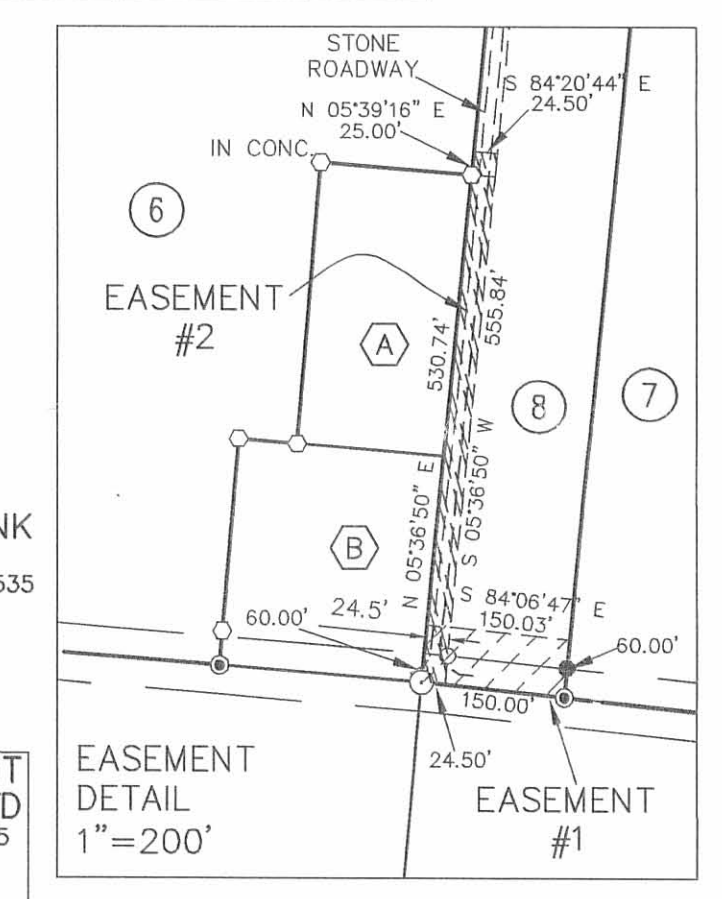 STONE
ROADWAY
S 84°20'44" E
24.50'
N 05°39'16" E
25.00'
IN CONC.
6
EASEMENT
#2
A
530.74'
555.84'
8
7
N 05°36'50" E
S 05°36'50" W
B
NK
535
S 84°06'47" E
150.03'
24.5'
60.00'
60.00'
150.00'
24.50'
EASEMENT
DETAIL
1"=200'
EASEMENT
#1
T
D
5